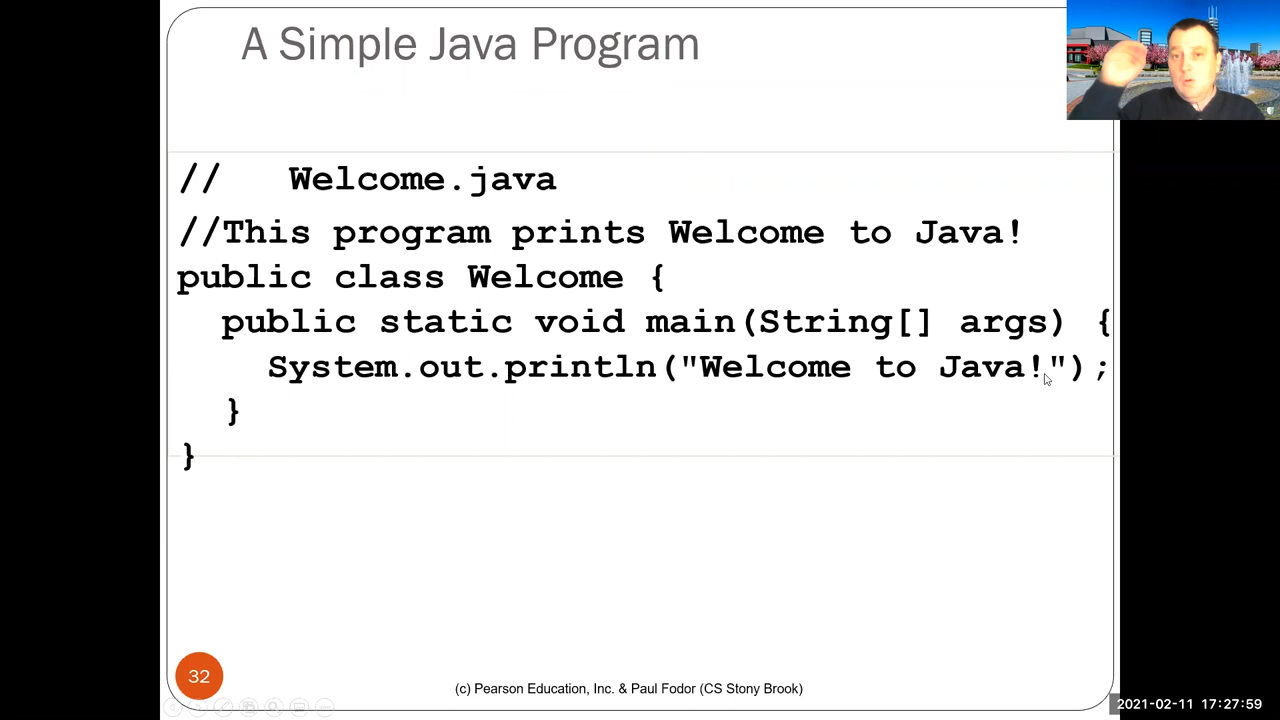 A Simple Java Program
// Welcome.java
//This program prints Welcome to Java!
public class Welcome {
public static void main(String[] args) {
System.out.println("Welcome to Java!");
}
}
32
(c) Pearson Education, Inc. & Paul Fodor (CS Stony Brook)
2021-02-11 17:27:59